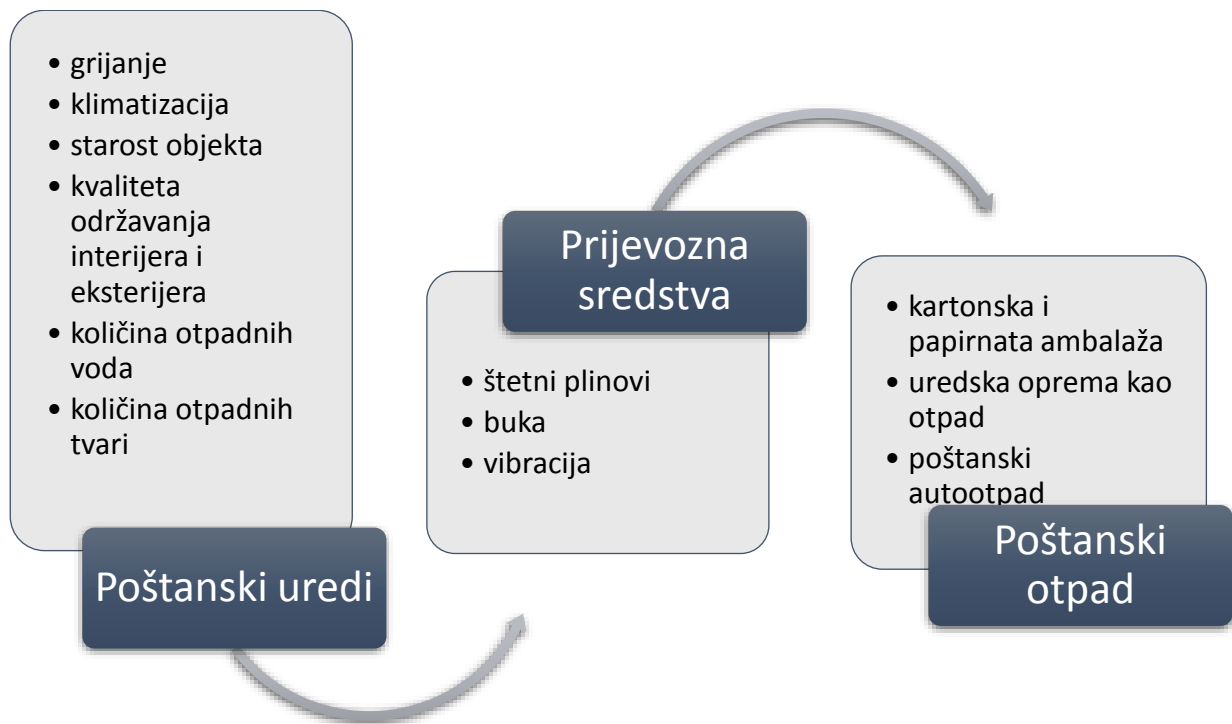 • grijanje
• klimatizacija
• starost objekta
• kvaliteta
održavanja
interijera i
eksterijera
• količina otpadnih
voda
• količina otpadnih
tvari
Poštanski uredi
Prijevozna
sredstva
• štetni plinovi
• buka
• vibracija
• kartonska i
papirnata ambalaža
• uredska oprema kao
otpad
• poštanski
autootpad
Poštanski
otpad